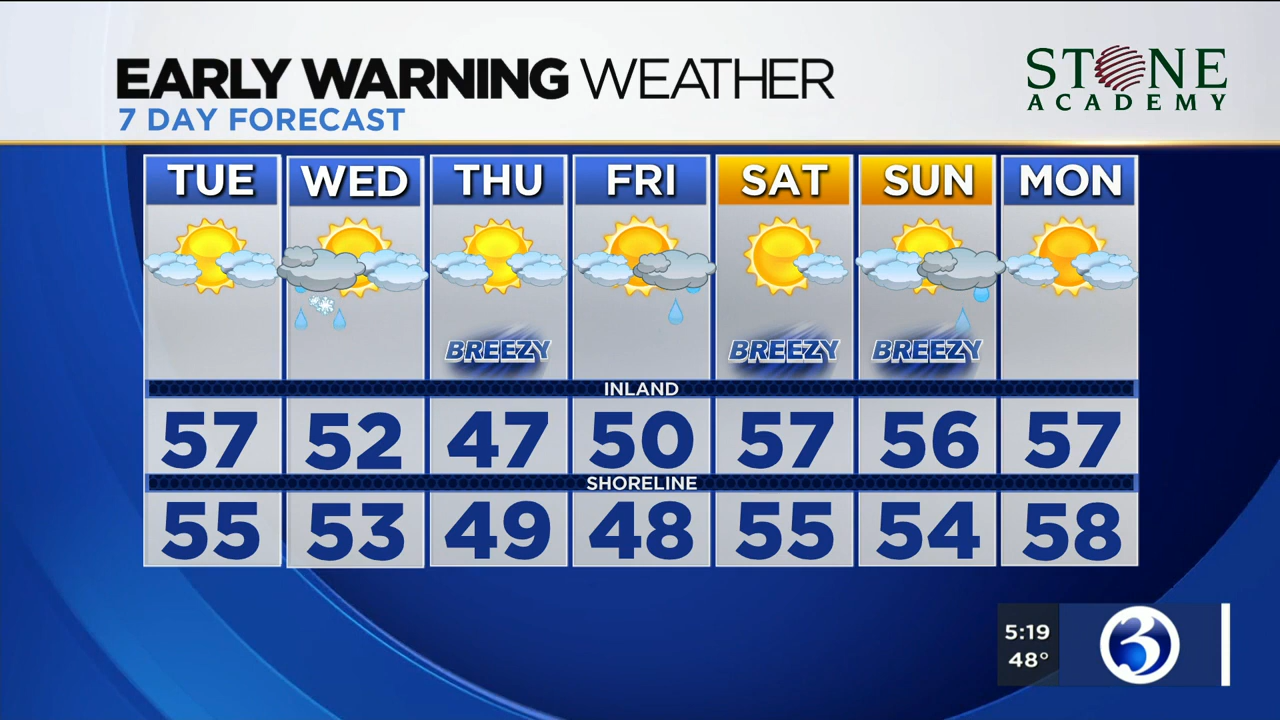 EARLY WARNING WEATHER
7 DAY FORECAST
STONE
ACADEMY
TUE WED THU FRI SAT SUN MON
BREEZY BREEZY BREEZY
INLAND
57 52 47 50 57 56 57
SHORELINE
55 53 49 48 55 54 58
5:19
48°
3